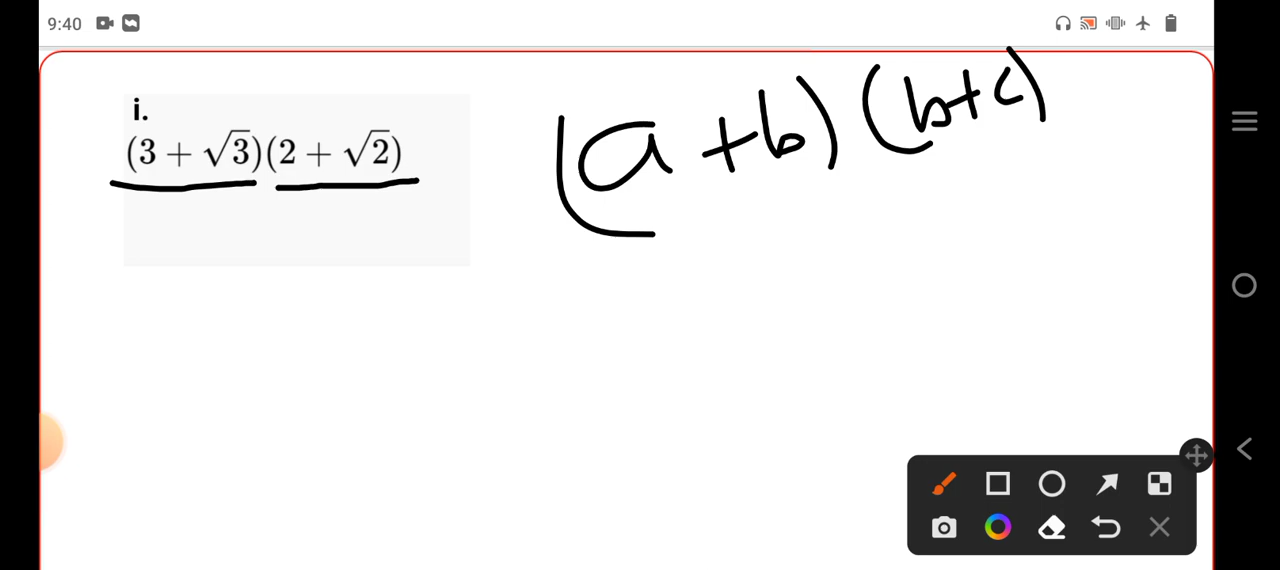 9:40
i.
(3 + √3)(2 + √2)
(a+b)(b+c)